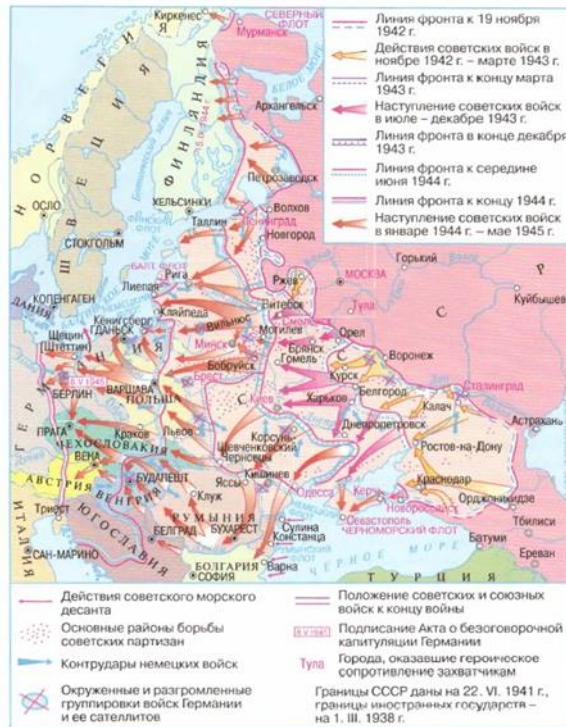 Киркенес
СЕВЕРНЫЙ ФЛОТ
Мурманск
БЕЛОЕ МОРЕ
Архангельск
НОРВЕГИЯ
ШВЕЦИЯ
ФИНЛЯНДИЯ
Петрозаводск
ОСЛО
ХЕЛЬСИНКИ
Волхов
СТОКГОЛЬМ
Таллин
Ленинград
Новгород
БАЛТ. ФЛОТ
Рига
Лиепая
Ржев
МОСКВА
Горький
КОПЕНГАГЕН
ДАНИЯ
Клайпеда
Витебск
Смоленск
Тула
Куйбышев
Кёнигсберг
ГДАНЬСК
Вильнюс
Могилев
Орел
Щецин
(Штеттин)
Минск
Брянск
Гомель
Воронеж
8.V.1945
БЕРЛИН
Бобруйск
Брест
Курск
Белгород
Сталинград
ВАРШАВА
ПОЛЬША
Киев
Харьков
Калач
Астрахань
ПРАГА
Краков
Львов
Корсунь-
Шевченковский
Днепропетровск
Ростов-на-Дону
ЧЕХОСЛОВАКИЯ
Черновцы
ВЕНА
АВСТРИЯ
БУДАПЕШТ
ВЕНГРИЯ
Яссы
Кишинев
Одесса
Керчь
Краснодар
Орджоникидзе
Клуж
Новороссийск
Триест
ЮГОСЛАВИЯ
РУМЫНИЯ
Севастополь
ЧЕРНОМОРСКИЙ ФЛОТ
Тбилиси
ИТАЛИЯ
БЕЛГРАД
БУХАРЕСТ
Сулина
Констанца
Батуми
САН-МАРИНО
ЧЕРНОЕ МОРЕ
Ереван
БОЛГАРИЯ
Варна
СОФИЯ
ТУРЦИЯ
С С С Р
ГЕРМАНИЯ
Линия фронта к 19 ноября
1942 г.
Действия советских войск в
ноябре 1942 г. – марте 1943 г.
Линия фронта к концу марта
1943 г.
Наступление советских войск
в июле – декабре 1943 г.
Линия фронта в конце декабря
1943 г.
Линия фронта к середине
июня 1944 г.
Линия фронта к концу 1944 г.
Наступление советских войск
в январе 1944 г. – мае 1945 г.
Действия советского морского
десанта
Основные районы борьбы
советских партизан
Контрудары немецких войск
Окруженные и разгромленные
группировки войск Германии
и ее сателлитов
Положение советских и союзных
войск к концу войны
8.V.1945
Подписание Акта о безоговорочной
капитуляции Германии
Тула
Города, оказавшие героическое
сопротивление захватчикам
Границы СССР даны на 22. VI. 1941 г.,
границы иностранных государств –
на 1. III. 1938 г.